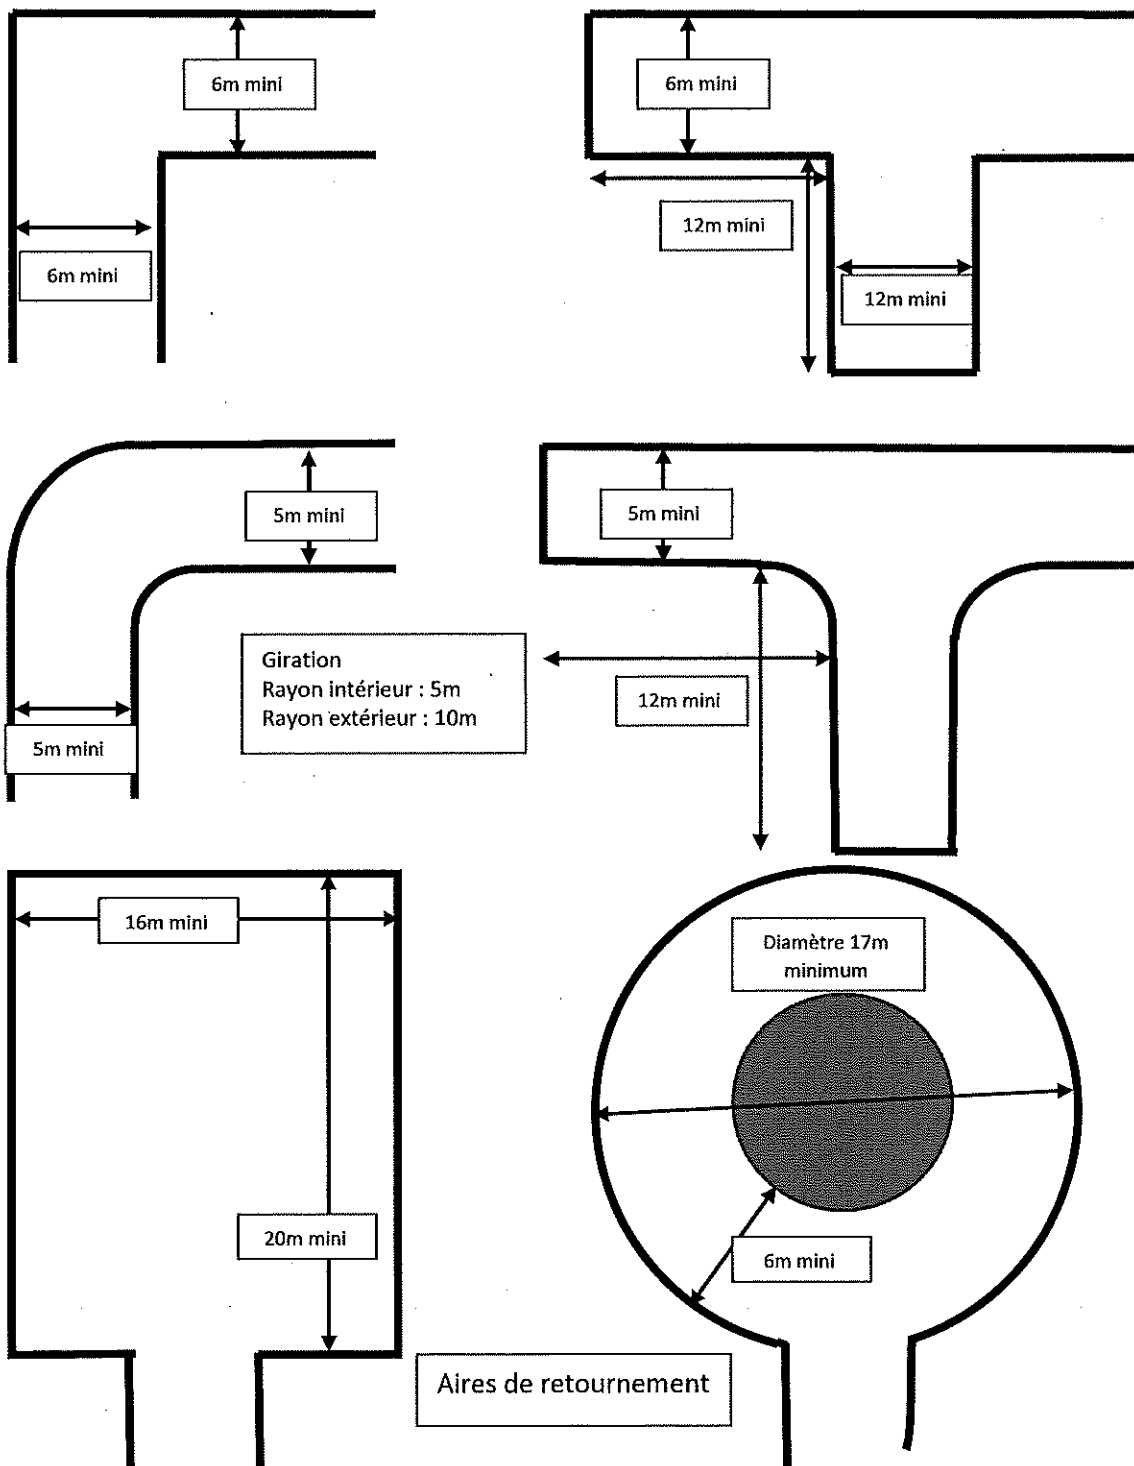 6m mini
6m mini
6m mini
12m mini
12m mini
5m mini
5m mini
Giration
Rayon intérieur : 5m
Rayon extérieur : 10m
5m mini
12m mini
16m mini
Diamètre 17m
minimum
20m mini
6m mini
Aires de retournement